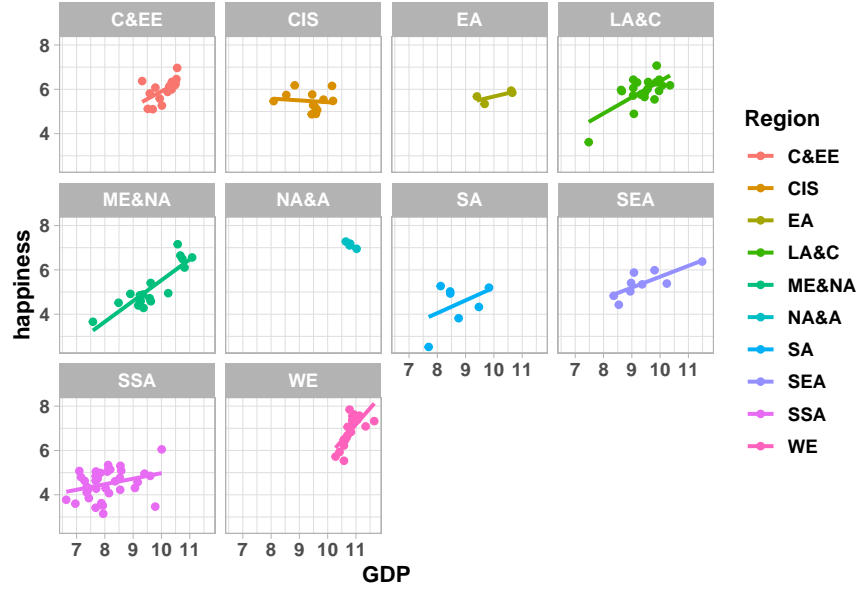 C&EE CIS EA LA&C
8
6
4
ME&NA NA&A SA SEA
8
6
4
7 8 9 10 11 7 8 9 10 11
SSA WE
8
6
4
7 8 9 10 11 7 8 9 10 11
GDP
happiness
Region
C&EE
CIS
EA
LA&C
ME&NA
NA&A
SA
SEA
SSA
WE